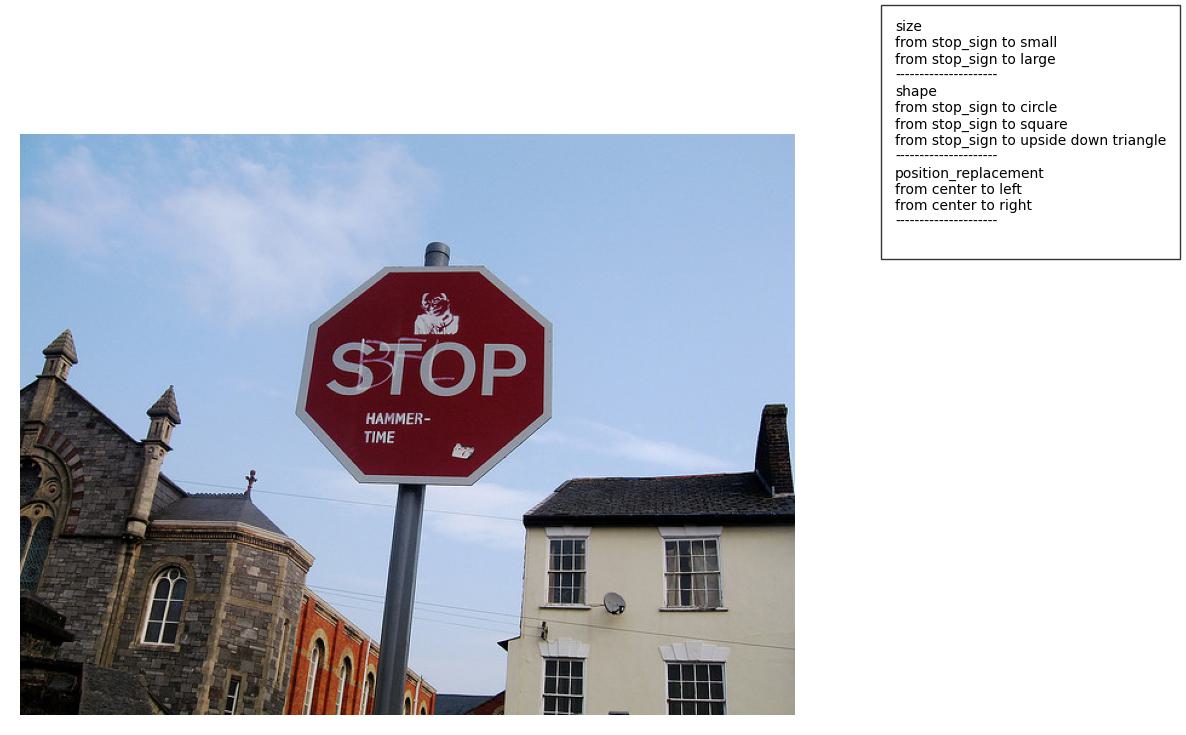 size
from stop_sign to small
from stop_sign to large
---------------------
shape
from stop_sign to circle
from stop_sign to square
from stop_sign to upside down triangle
---------------------
position_replacement
from center to left
from center to right
---------------------
STOP
HAMMER-
TIME